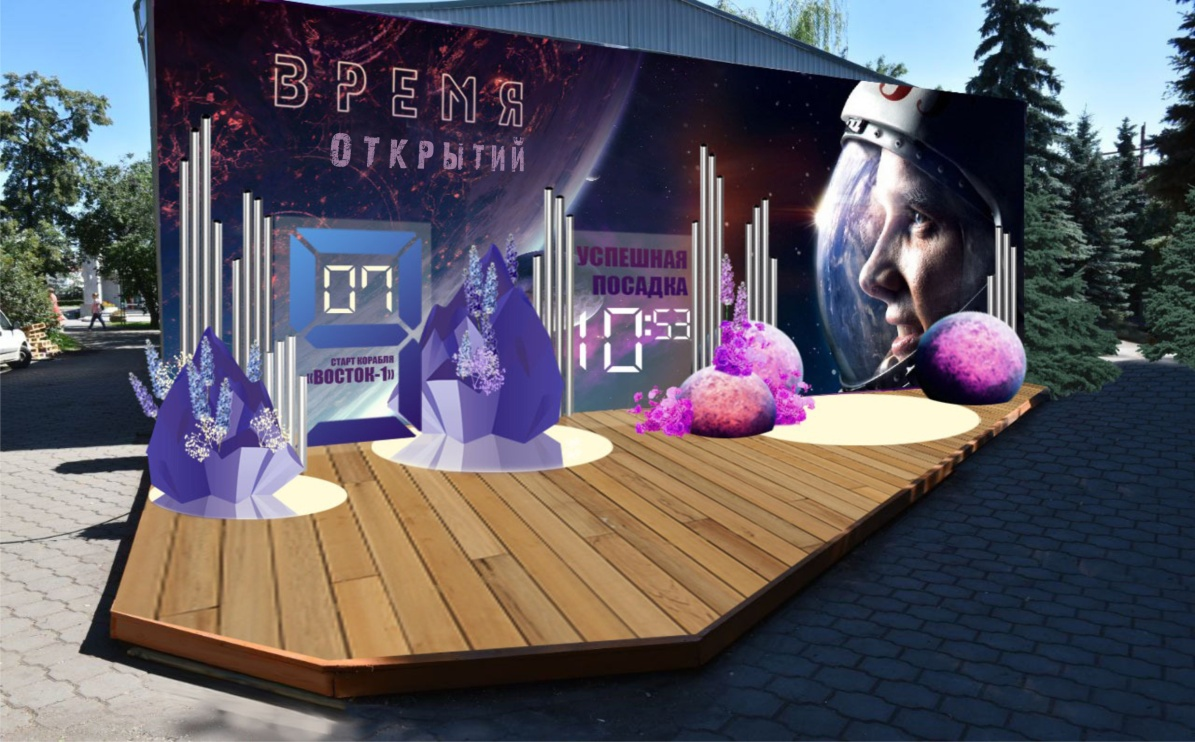 ВРЕМЯ
ОТКРЫТИЙ
07
СТАРТ КОРАБЛЯ
«ВОСТОК-1»
УСПЕШНАЯ
ПОСАДКА
10:53